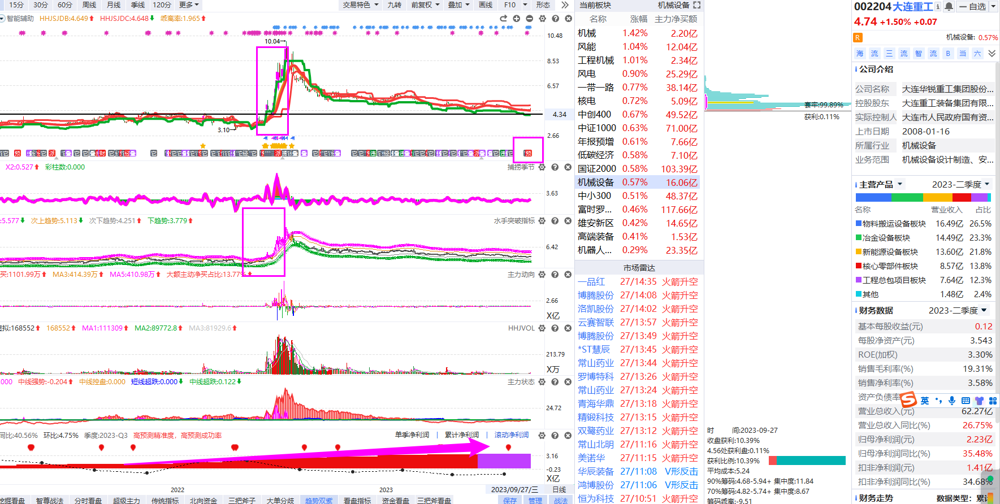 15分 30分 60分 周线 月线 季线 120分 更多
交易特色 九转 前复权 叠加 画线 F10 形态
智能辅助 HHJSJDB:4.649 HHJSJDC:4.648 乖离率:1.965
10.48
10.04
8.53
6.57
4.34
3.10
2.66
X2:0.527 彩柱数:0.000 捕捞季节
3.63
:5.577 次上趋势:5.113 次下趋势:4.251 下趋势:3.779 水手突破指标
6.42
买:1101.99万 MA3:414.39万 MA5:410.98万 大额主动净买占比:13.77% 主力动向
2.66
X亿
虚拟:168552 168552 MA1:111309 MA2:89772.8 MA3:81929.6 HHJVOL
213.79
X万
.000 中线强势:-0.204 中线控盘:0.000 短线超跌:0.000 中线超跌:0.122 主力状态
24.72
同比:40.56% 环比:4.75% 季度:2023-Q3 高预测精准度，高预测成功率
单季净利润 | 累计净利润 | 滚动净利润
3.16
-0.23
X亿
2022 2023 2023/09/27/三 日线
挖掘看盘 智尊战法 分时看盘 超级主力 传统指标 北向资金 三把斧子 大单分歧 趋势双紫 看盘指标 资金看盘 三把斧看盘 保存 管理 战法
当前板块 机械设备
名称 涨幅 主力净买额
机械 1.42% 2.20亿
风能 1.04% 12.04亿
工程机械 1.01% 2.34亿
风电 0.90% 25.29亿
一带一路 0.77% 38.14亿
核电 0.72% 5.09亿
中创400 0.67% 49.52亿
中证1000 0.63% 71.00亿
年报预增 0.61% 7.66亿
低碳经济 0.58% 7.10亿
国证2000 0.58% 103.39亿
机械设备 0.57% 16.06亿
中小300 0.51% 48.37亿
富时罗... 0.46% 117.66亿
雄安新区 0.42% 14.65亿
高端装备 0.41% 1.53亿
机器人... 0.29% 23.35亿
市场雷达
一品红 27/14:35 火箭升空
博腾股份 27/14:08 火箭升空
洛凯股份 27/14:02 火箭升空
云赛智联 27/13:57 火箭升空
博腾股份 27/13:49 火箭升空
*ST慧辰 27/13:45 火箭升空
常山药业 27/13:44 火箭升空
罗博特科 27/13:26 火箭升空
常山药业 27/13:24 火箭升空
青海华鼎 27/13:18 火箭升空
精锻科技 27/13:15 火箭升空
双鹭药业 27/13:12 火箭升空
常山北明 27/11:16 火箭升空
美诺华 27/11:15 火箭升空
华辰装备 27/11:08 V形反击
鸿博股份 27/11:06 V形反击
恒为科技 27/10:51 火箭升空
套牢:99.89%
获利:0.11%
时 间:2023-09-27
收盘获利:10.39%
4.56处获利盘:0.11%
获利比例:10.39%
平均成本:5.24
90%筹码:4.68-5.94+ 集中度:11.84
70%筹码:4.82-5.74+ 集中度:8.67
筹码乖离:-9.51
002204 大连重工 自选
4.74 +1.50% +0.07
R 机械设备: 0.57%
海 流 三 流 智 流 B 当 六
公司介绍
公司名称 大连华锐重工集团股份...
控股股东 大连重工装备集团有限...
实际控制人 大连市人民政府国有资...
上市日期 2008-01-16
所属行业 机械设备
业务范围 机械设备设计制造、安...
主营产品 2023-二季度
名称 营业收入 占比
物料搬运设备板块 16.49亿 26.5%
冶金设备板块 14.49亿 23.3%
新能源设备板块 13.60亿 21.8%
核心零部件板块 8.57亿 13.8%
工程总包项目板块 7.64亿 12.3%
其他 1.48亿 2.4%
财务数据 2023-二季度
基本每股收益(元) 0.12
每股净资产(元) 3.543
ROE(加权) 3.30%
销售毛利率(%) 19.31%
销售净利率(%) 3.58%
资产负债率
英
营业总收入(元) 62.27亿
营业总收入同比(%) 26.75%
归母净利润(元) 2.23亿
归母净利润同比(%) 35.48%
扣非净利润(元) 1.41亿
扣非净利润同比(%) 34.68%
财务走势 数据类型: 累计